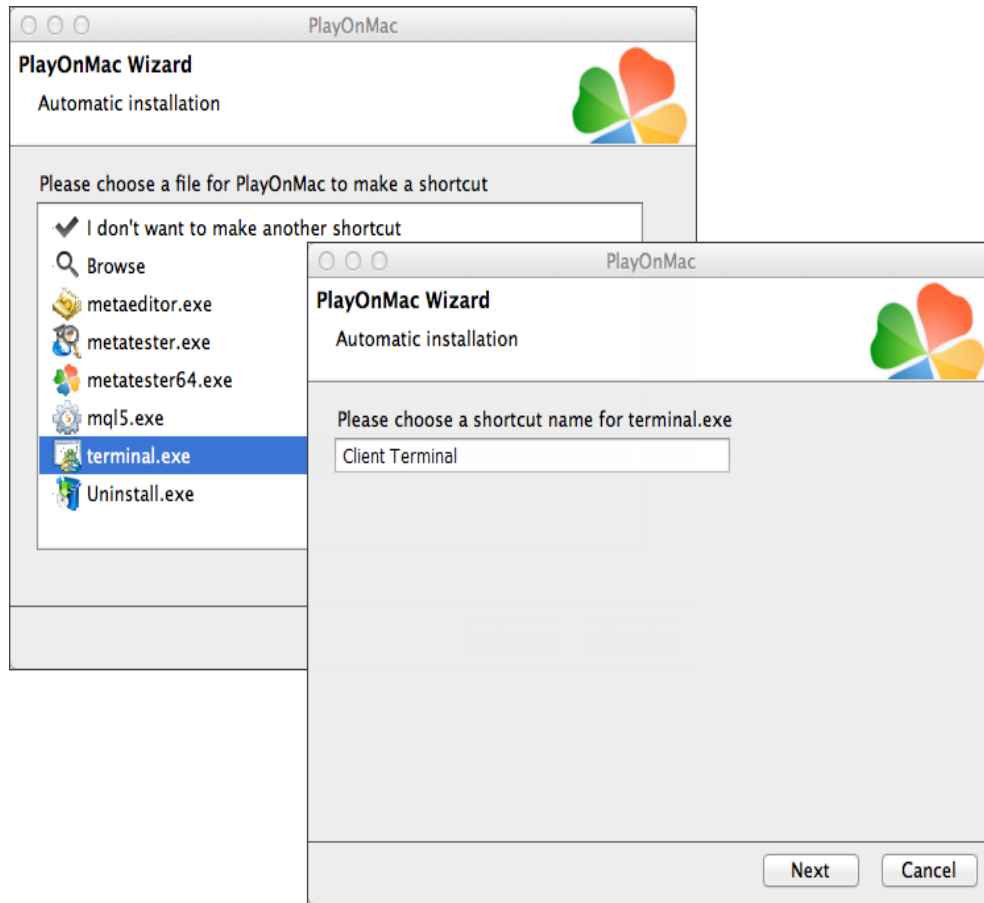 PlayOnMac
PlayOnMac Wizard
Automatic installation
Please choose a file for PlayOnMac to make a shortcut
I don't want to make another shortcut
Browse
metaeditor.exe
metatester.exe
metatester64.exe
mql5.exe
terminal.exe
Uninstall.exe
PlayOnMac
PlayOnMac Wizard
Automatic installation
Please choose a shortcut name for terminal.exe
Client Terminal
Next Cancel